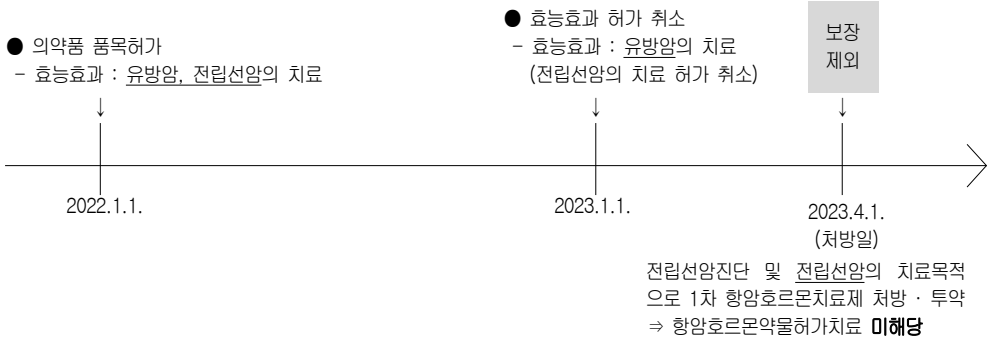 ● 의약품 품목허가
- 효능효과 : 유방암, 전립선암의 치료
↓
2022.1.1.
● 효능효과 허가 취소
- 효능효과 : 유방암의 치료
(전립선암의 치료 허가 취소)
↓
2023.1.1.
보장
제외
↓
2023.4.1.
(처방일)
전립선암진단 및 전립선암의 치료목적
으로 1차 항암호르몬치료제 처방 · 투약
⇒ 항암호르몬약물허가치료 미해당